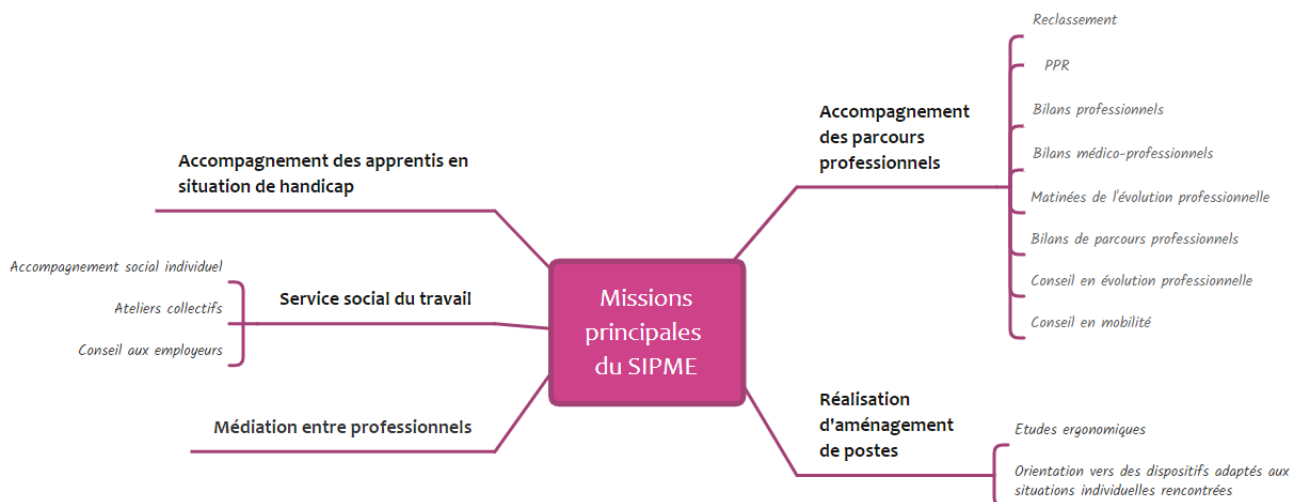 Missions
principales
du SIPME
Accompagnement des apprentis en
situation de handicap
Service social du travail
Accompagnement social individuel
Ateliers collectifs
Conseil aux employeurs
Médiation entre professionnels
Accompagnement
des parcours
professionnels
Reclassement
PPR
Bilans professionnels
Bilans médico-professionnels
Matinées de l'évolution professionnelle
Bilans de parcours professionnels
Conseil en évolution professionnelle
Conseil en mobilité
Réalisation
d'aménagement
de postes
Etudes ergonomiques
Orientation vers des dispositifs adaptés aux
situations individuelles rencontrées